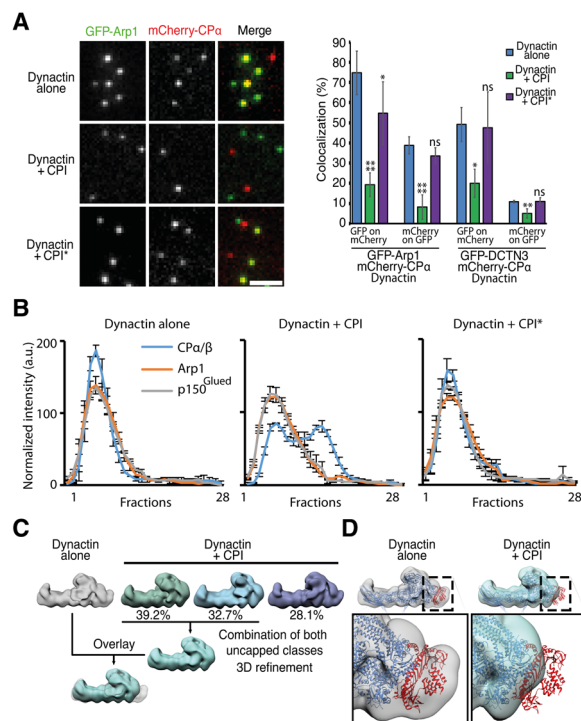 A
GFP-Arp1 mCherry-CPα Merge
Dynactin
alone
Dynactin
+ CPI
Dynactin
+ CPI*
Colocalization (%)
90
80
70
60
50
40
30
20
10
0
Dynactin
alone
Dynactin
+ CPI
Dynactin
+ CPI*
**
**
*
**
**
ns
*
ns
**
ns
GFP on
mCherry
mCherry
on GFP
GFP on
mCherry
mCherry
on GFP
GFP-Arp1
mCherry-CPα
Dynactin
GFP-DCTN3
mCherry-CPα
Dynactin
B
Dynactin alone Dynactin + CPI Dynactin + CPI*
Normalized Intensity (a.u.)
200
100
0
CPα/β
Arp1
p150Glued
1 28
Fractions
1 28
Fractions
1 28
Fractions
C
Dynactin
alone
Dynactin
+ CPI
39.2% 32.7% 28.1%
Overlay
Combination of both
uncapped classes
3D refinement
D
Dynactin
alone
Dynactin
+ CPI